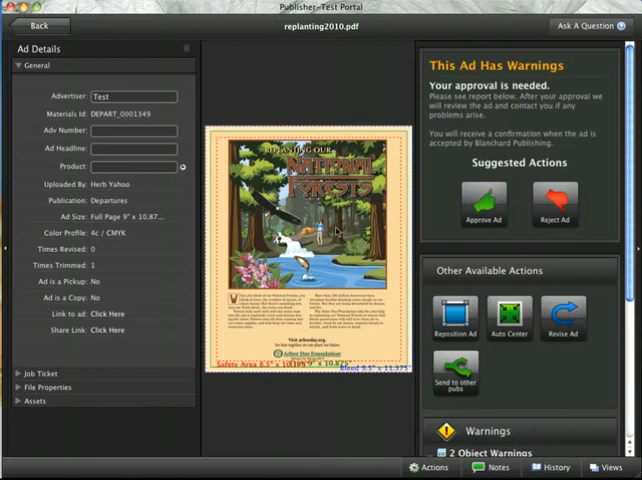 Publisher-Test Portal
Back
replanting2010.pdf
Ask A Question
Ad Details
General
Advertiser: Test
Materials Id: DEPART_0001349
Adv Number:
Ad Headline:
Product:
Uploaded By: Herb Yahoo
Publication: Departures
Ad Size: Full Page 9" x 10.87...
Color Profile: 4c / CMYK
Times Revised: 0
Times Trimmed: 1
Ad is a Pickup: No
Ad is a Copy: No
Link to ad: Click Here
Share Link: Click Here
Job Ticket
File Properties
Assets
REPLANTING OUR
NATIONAL
FORESTS
Visit arborday.org.
Arbor Day Foundation
Safety Area 8.5" x
9" x 10.875"
Bleed 9.5" x 11.375"
This Ad Has Warnings
Your approval is needed.
Please see report below. After your approval we
will review the ad and contact you if any
problems arise.
You will receive a confirmation when the ad is
accepted by Blanchard Publishing.
Suggested Actions
Approve Ad
Reject Ad
Other Available Actions
Reposition Ad
Auto Center
Revise Ad
Send to other
pubs
Warnings
2 Object Warnings
Actions
Notes
History
Views